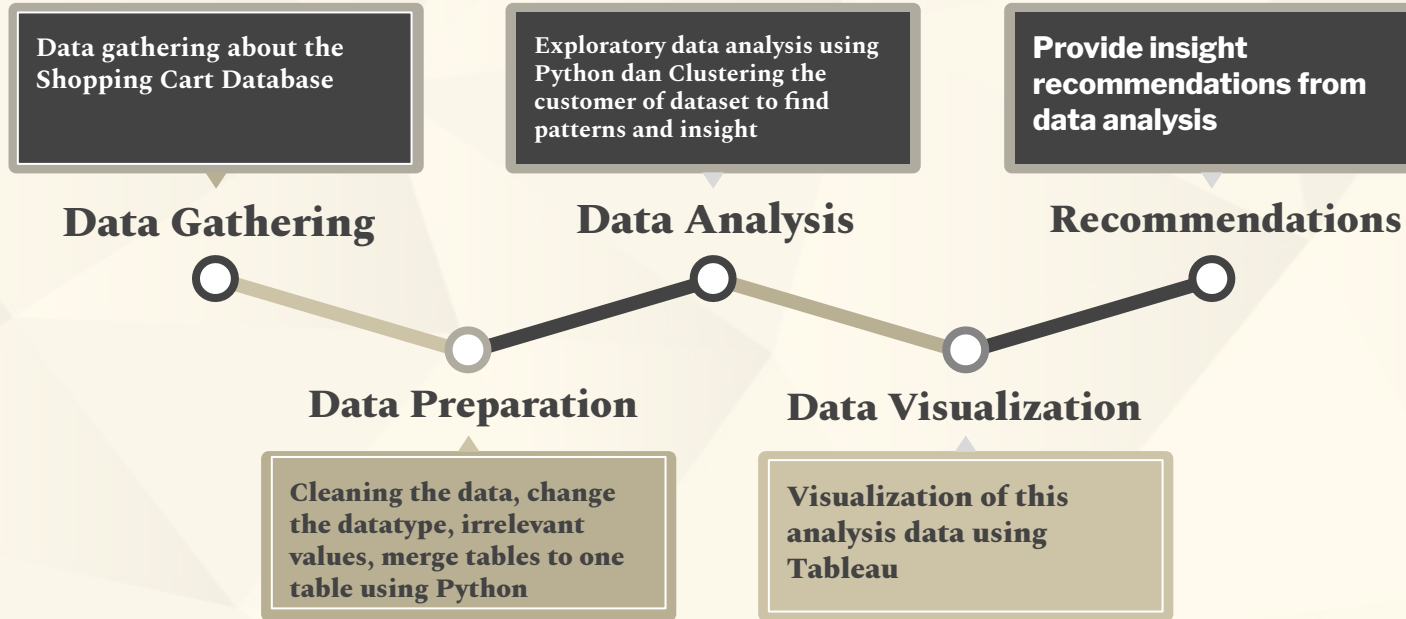 Data gathering about the
Shopping Cart Database
Data Gathering
Cleaning the data, change
the datatype, irrelevant
values, merge tables to one
table using Python
Data Preparation
Exploratory data analysis using
Python dan Clustering the
customer of dataset to find
patterns and insight
Data Analysis
Visualization of this
analysis data using
Tableau
Data Visualization
Provide insight
recommendations from
data analysis
Recommendations